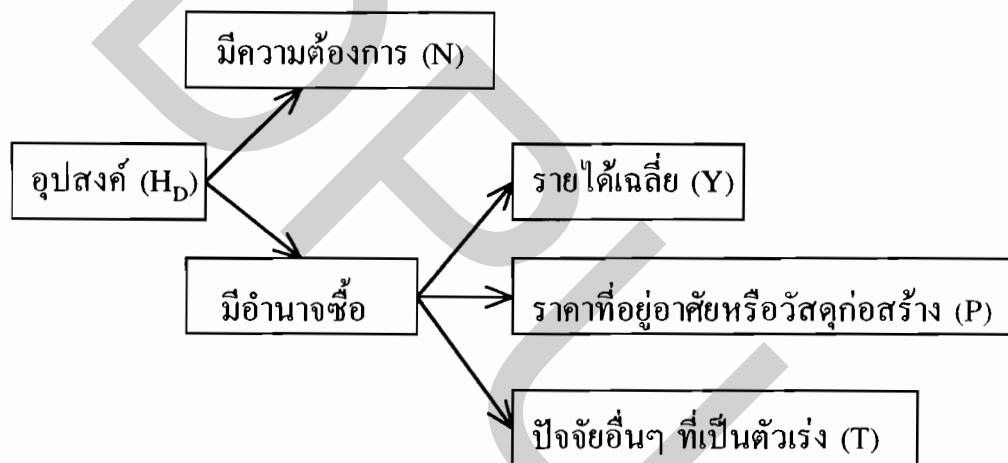 มีความต้องการ (N)
อุปสงค์ (H_D)
รายได้เฉลี่ย (Y)
มีอำนาจซื้อ
ราคาที่อยู่อาศัยหรือวัสดุก่อสร้าง (P)
ปัจจัยอื่นๆ ที่เป็นตัวเร่ง (T)
DPU